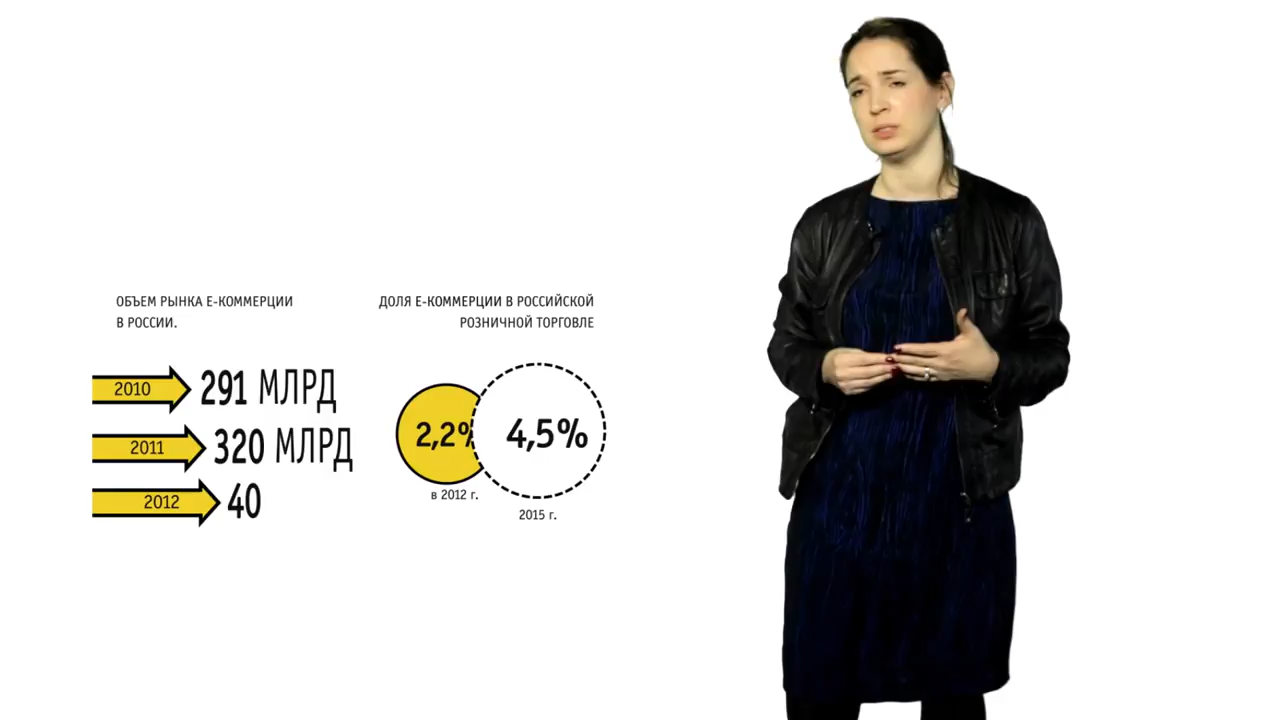 ОБЪЕМ РЫНКА Е-КОММЕРЦИИ
В РОССИИ.
2010 291 МЛРД
2011 320 МЛРД
2012 40
ДОЛЯ Е-КОММЕРЦИИ В РОССИЙСКОЙ
РОЗНИЧНОЙ ТОРГОВЛЕ
2,2% 4,5%
в 2012 г.
2015 г.